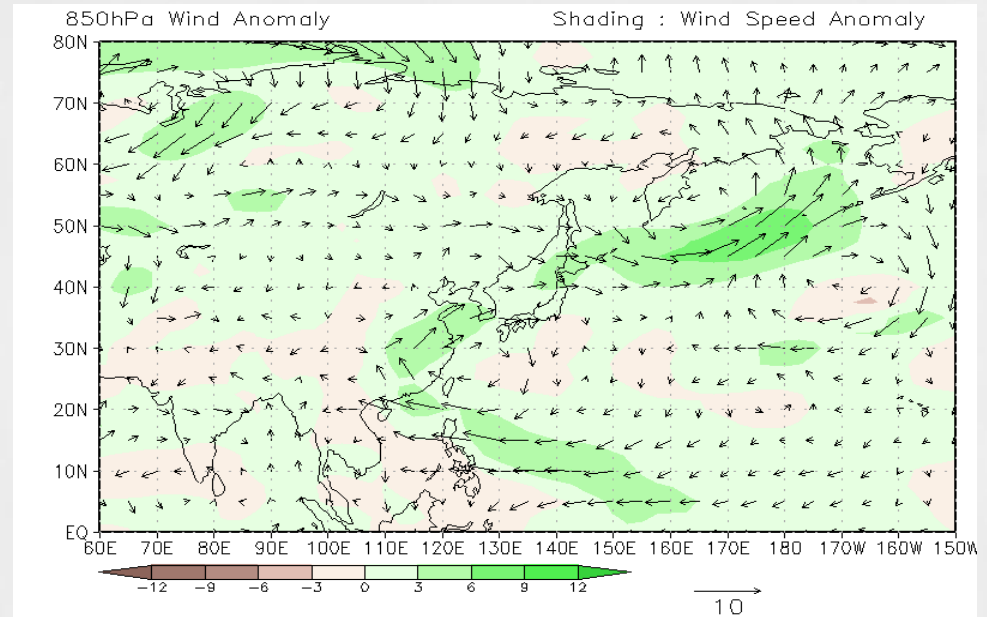 850hPa Wind Anomaly Shading : Wind Speed Anomaly
80N
70N
60N
50N
40N
30N
20N
10N
EQ
60E 70E 80E 90E 100E 110E 120E 130E 140E 150E 160E 170E 180E 170W 160W 150W
-12 -9 -6 -3 0 3 6 9 12
10